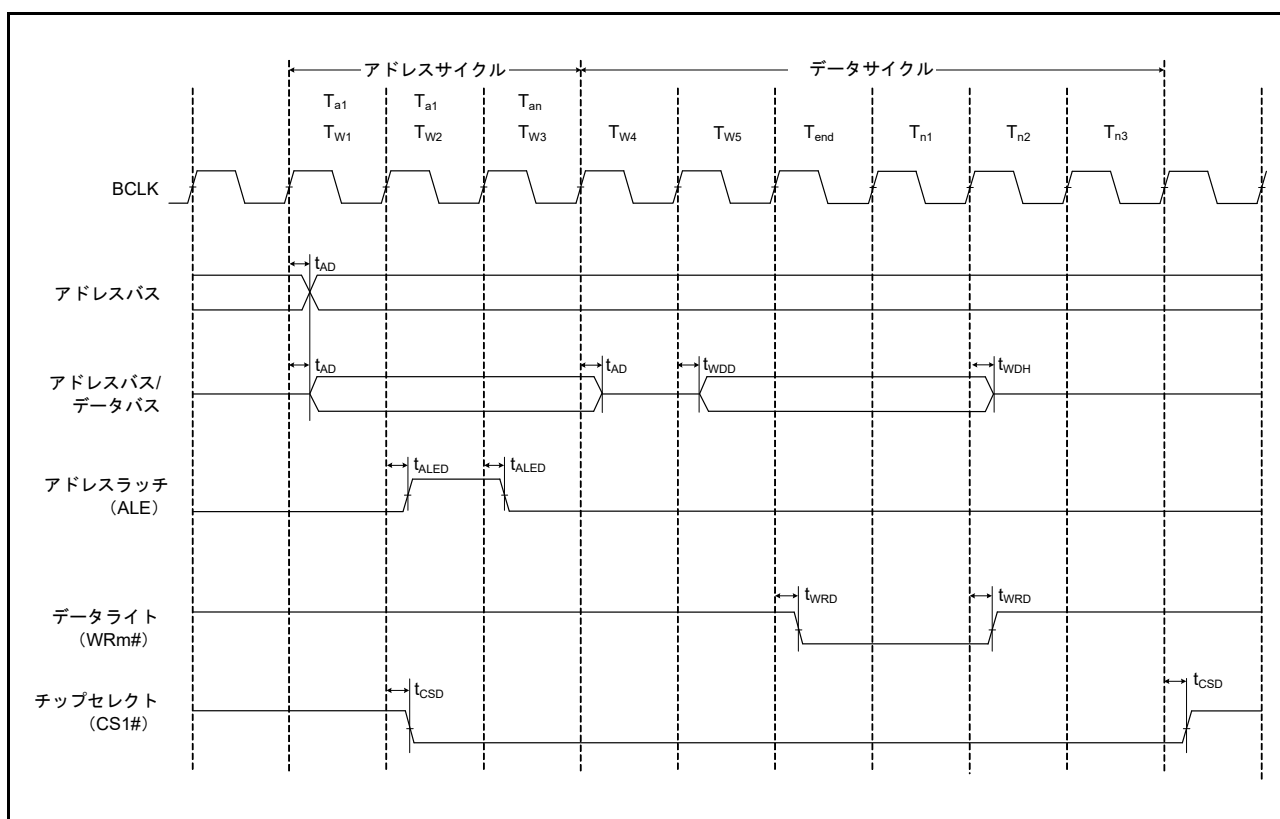 アドレスサイクル データサイクル
Ta1 Ta1 Tan
TW1 TW2 TW3 TW4 TW5 Tend Tn1 Tn2 Tn3
BCLK
tAD
アドレスバス
tAD tAD tWDD tWDH
アドレスバス/
データバス
tALED tALED
アドレスラッチ
（ALE）
tWRD tWRD
データライト
（WRm#）
tCSD tCSD
チップセレクト
（CS1#）